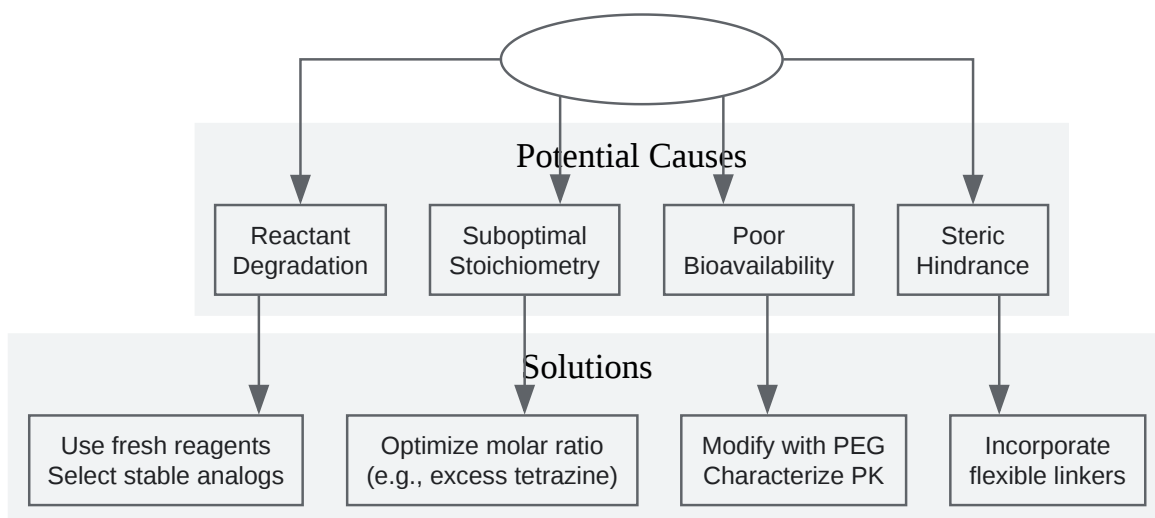 Potential Causes
Reactant
Degradation
Suboptimal
Stoichiometry
Poor
Bioavailability
Steric
Hindrance
Solutions
Use fresh reagents
Select stable analogs
Optimize molar ratio
(e.g., excess tetrazine)
Modify with PEG
Characterize PK
Incorporate
flexible linkers